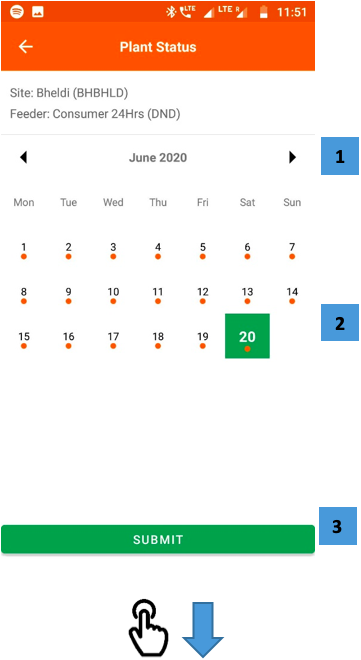 LTE LTE R 11:51
Plant Status
Site: Bheldi (BHBHLD)
Feeder: Consumer 24Hrs (DND)
June 2020 1
Mon Tue Wed Thu Fri Sat Sun
1 2 3 4 5 6 7
8 9 10 11 12 13 14
2
15 16 17 18 19 20
3
SUBMIT